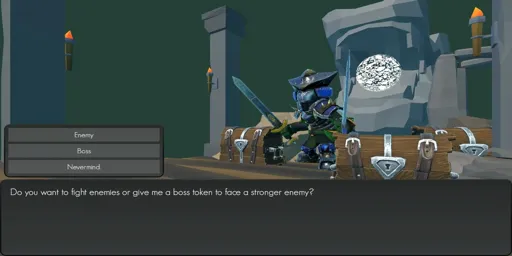 Enemy
Boss
Nevermind.
Do you want to fight enemies or give me a boss token to face a stronger enemy?